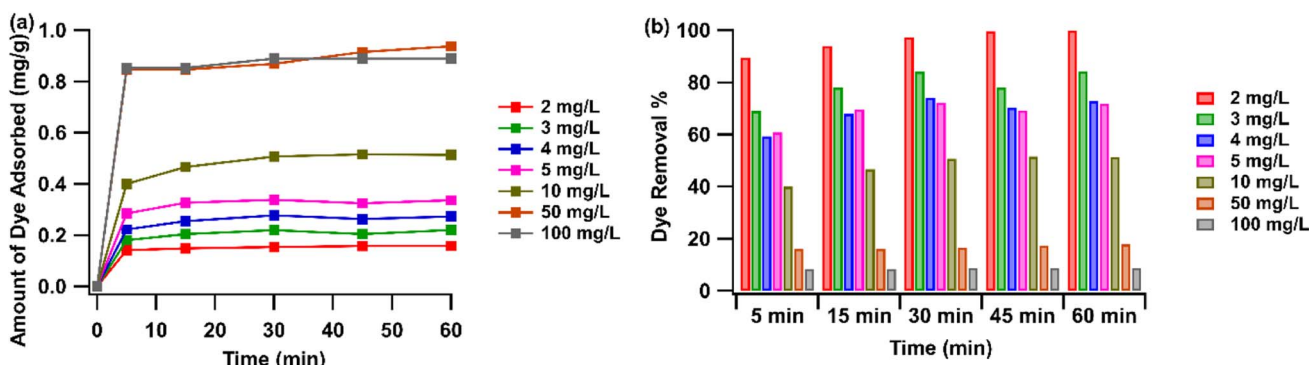 (a)
Amount of Dye Adsorbed (mg/g)
1.0
0.8
0.6
0.4
0.2
0.0
0 10 20 30 40 50 60
Time (min)
2 mg/L
3 mg/L
4 mg/L
5 mg/L
10 mg/L
50 mg/L
100 mg/L
(b)
Dye Removal %
100
80
60
40
20
0
5 min 15 min 30 min 45 min 60 min
Time (min)
2 mg/L
3 mg/L
4 mg/L
5 mg/L
10 mg/L
50 mg/L
100 mg/L